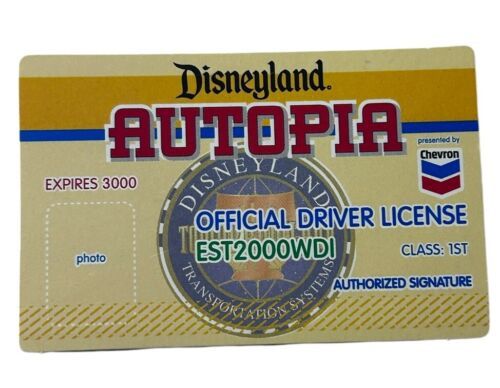 Disneyland.
AUTOPIA
presented by
Chevron
EXPIRES 3000
photo
DISNEYLAND
OFFICIAL DRIVER LICENSE
EST2000WDI
CLASS: 1ST
TRANSPORTATION SYSTEMS
AUTHORIZED SIGNATURE